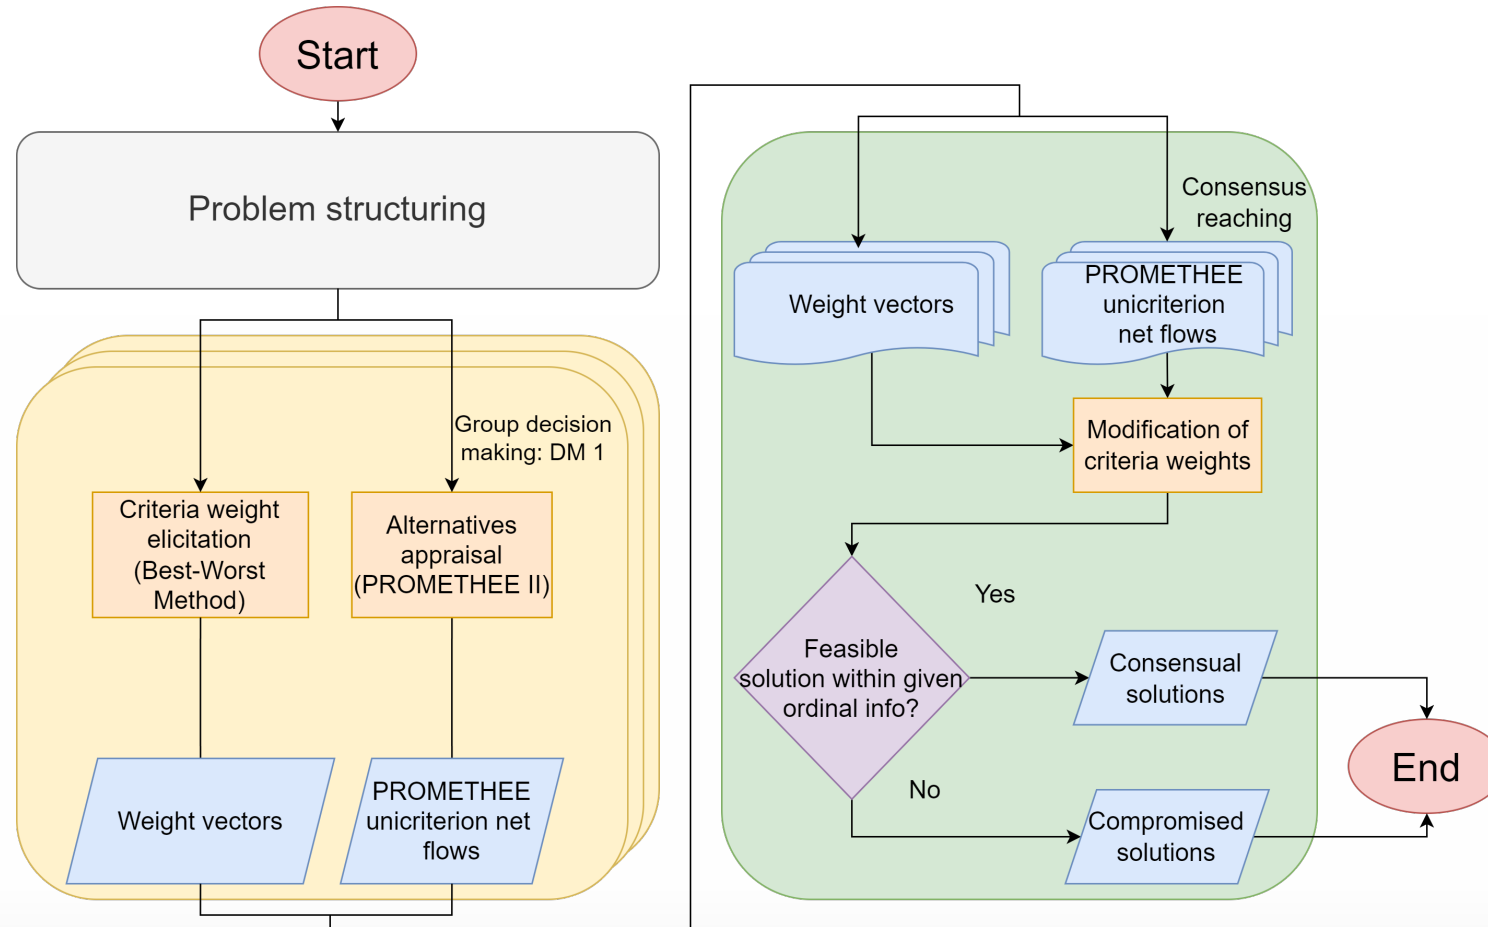 Start
Problem structuring
Group decision
making: DM 1
Criteria weight
elicitation
(Best-Worst
Method)
Alternatives
appraisal
(PROMETHEE II)
Weight vectors
PROMETHEE
unicriterion net
flows
Consensus
reaching
Weight vectors
PROMETHEE
unicriterion
net flows
Modification of
criteria weights
Feasible
solution within given
ordinal info?
Yes
Consensual
solutions
No
Compromised
solutions
End